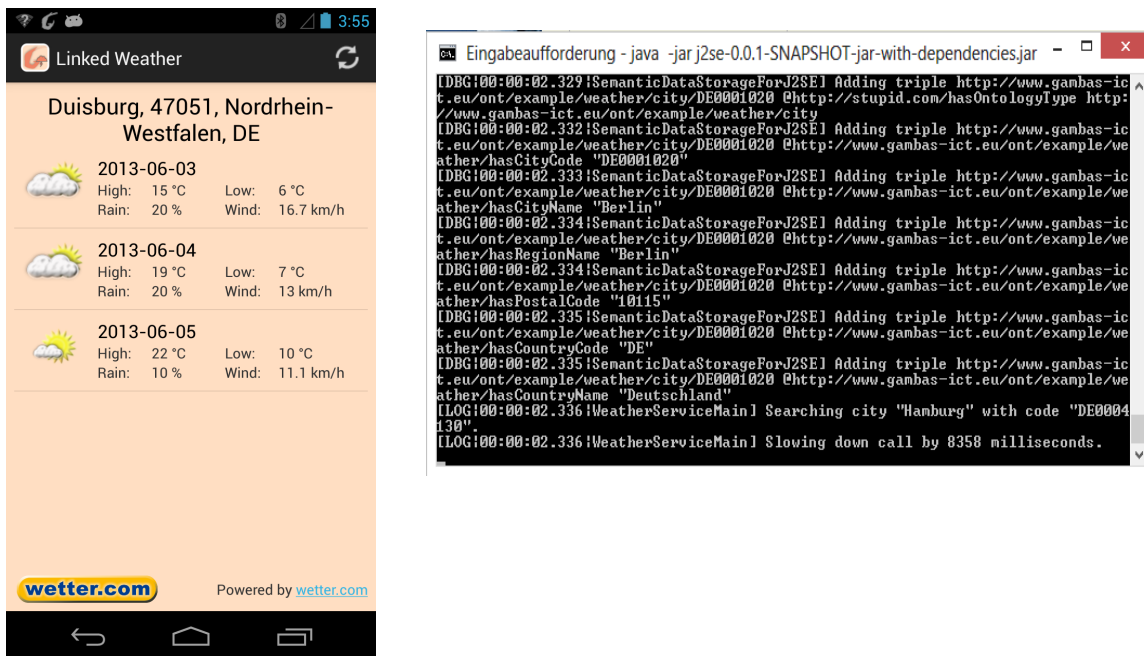 3:55
Linked Weather
Duisburg, 47051, Nordrhein-
Westfalen, DE
2013-06-03
High: 15 °C Low: 6 °C
Rain: 20 % Wind: 16.7 km/h
2013-06-04
High: 19 °C Low: 7 °C
Rain: 20 % Wind: 13 km/h
2013-06-05
High: 22 °C Low: 10 °C
Rain: 10 % Wind: 11.1 km/h
wetter.com Powered by wetter.com
Eingabeaufforderung - java -jar j2se-0.0.1-SNAPSHOT-jar-with-dependencies.jar
[DBG|00:00:02.329|SemanticDataStorageForJ2SE] Adding triple http://www.gambas-ic
t.eu/ont/example/weather/city/DE0001020 @http://stupid.com/hasOntologyType http:
//www.gambas-ict.eu/ont/example/weather/city
[DBG|00:00:02.332|SemanticDataStorageForJ2SE] Adding triple http://www.gambas-ic
t.eu/ont/example/weather/city/DE0001020 @http://www.gambas-ict.eu/ont/example/we
ather/hasCityCode "DE0001020"
[DBG|00:00:02.333|SemanticDataStorageForJ2SE] Adding triple http://www.gambas-ic
t.eu/ont/example/weather/city/DE0001020 @http://www.gambas-ict.eu/ont/example/we
ather/hasCityName "Berlin"
[DBG|00:00:02.334|SemanticDataStorageForJ2SE] Adding triple http://www.gambas-ic
t.eu/ont/example/weather/city/DE0001020 @http://www.gambas-ict.eu/ont/example/we
ather/hasRegionName "Berlin"
[DBG|00:00:02.334|SemanticDataStorageForJ2SE] Adding triple http://www.gambas-ic
t.eu/ont/example/weather/city/DE0001020 @http://www.gambas-ict.eu/ont/example/we
ather/hasPostalCode "10115"
[DBG|00:00:02.335|SemanticDataStorageForJ2SE] Adding triple http://www.gambas-ic
t.eu/ont/example/weather/city/DE0001020 @http://www.gambas-ict.eu/ont/example/we
ather/hasCountryCode "DE"
[DBG|00:00:02.335|SemanticDataStorageForJ2SE] Adding triple http://www.gambas-ic
t.eu/ont/example/weather/city/DE0001020 @http://www.gambas-ict.eu/ont/example/we
ather/hasCountryName "Deutschland"
[LOG|00:00:02.336|WeatherServiceMain] Searching city "Hamburg" with code "DE0004
130".
[LOG|00:00:02.336|WeatherServiceMain] Slowing down call by 8358 milliseconds.